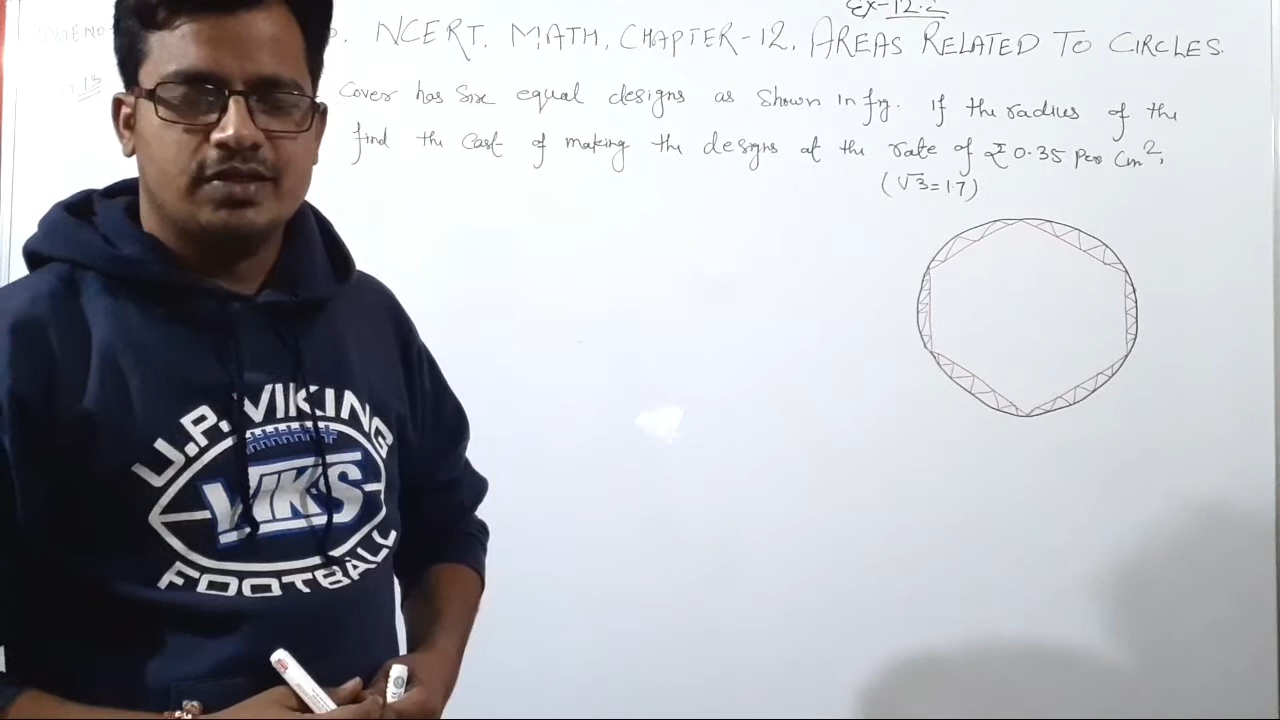 Ex-12.2
NCERT. MATH, CHAPTER-12. AREAS RELATED TO CIRCLES.
13
Cover has Six equal designs as shown in fig. If the radius of the
find the Cost of making the designs at the rate of ₹ 0.35 Per Cm²,
(√3=1.7)
U.P. VIKING
VIKS
FOOTBALL